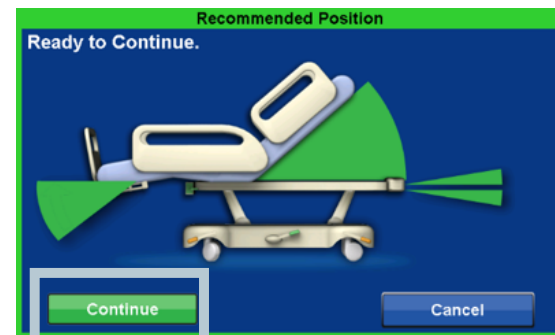 Recommended Position
Ready to Continue.
Continue
Cancel